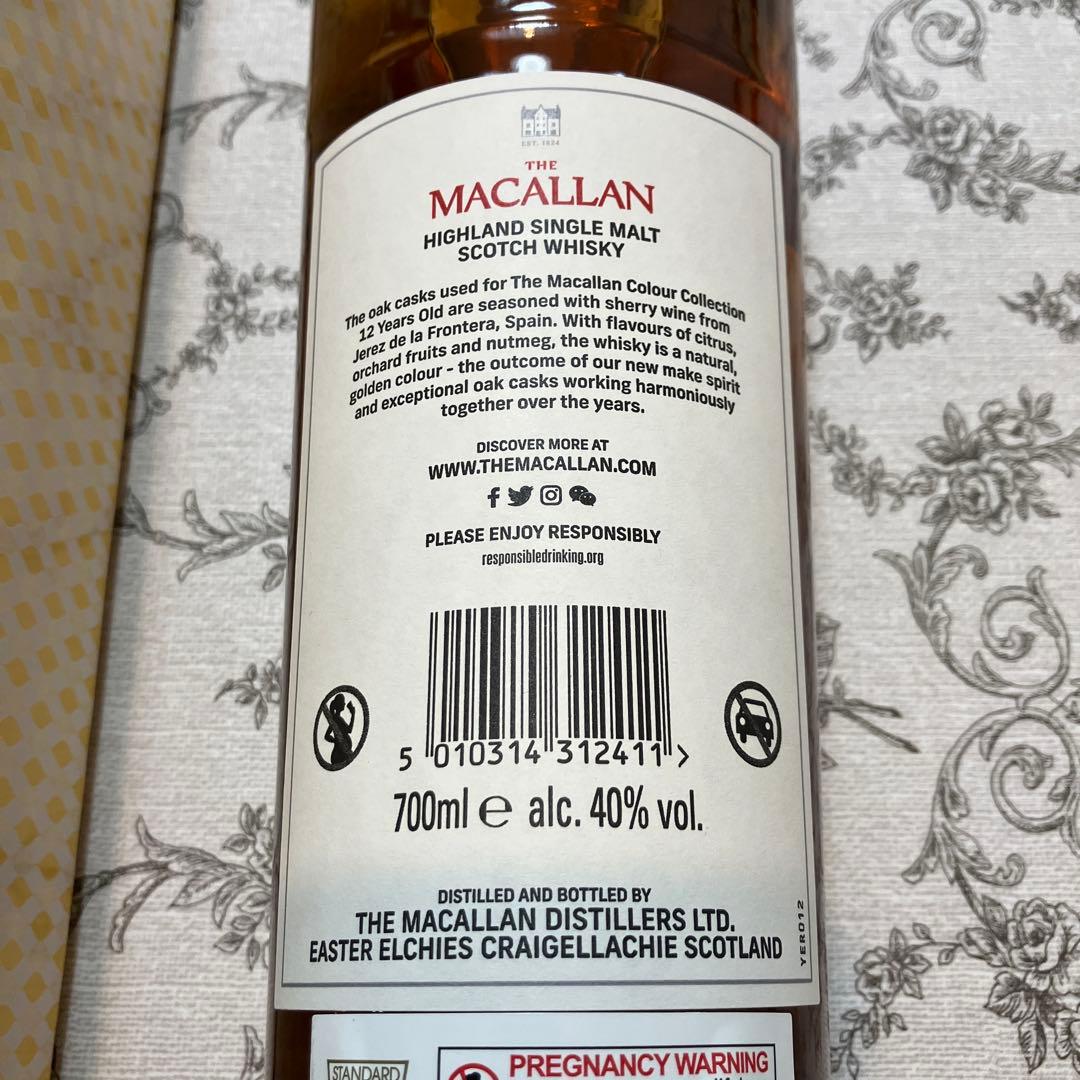 EST. 1824
THE
MACALLAN
HIGHLAND SINGLE MALT
SCOTCH WHISKY
The oak casks used for The Macallan Colour Collection
12 Years Old are seasoned with sherry wine from
Jerez de la Frontera, Spain. With flavours of citrus,
orchard fruits and nutmeg, the whisky is a natural,
golden colour - the outcome of our new make spirit
and exceptional oak casks working harmoniously
together over the years.
DISCOVER MORE AT
WWW.THEMACALLAN.COM
PLEASE ENJOY RESPONSIBLY
responsibledrinking.org
5 010314 312411 >
700ml e alc. 40% vol.
DISTILLED AND BOTTLED BY
THE MACALLAN DISTILLERS LTD.
EASTER ELCHIES CRAIGELLACHIE SCOTLAND
YER012
STANDARD
PREGNANCY WARNING